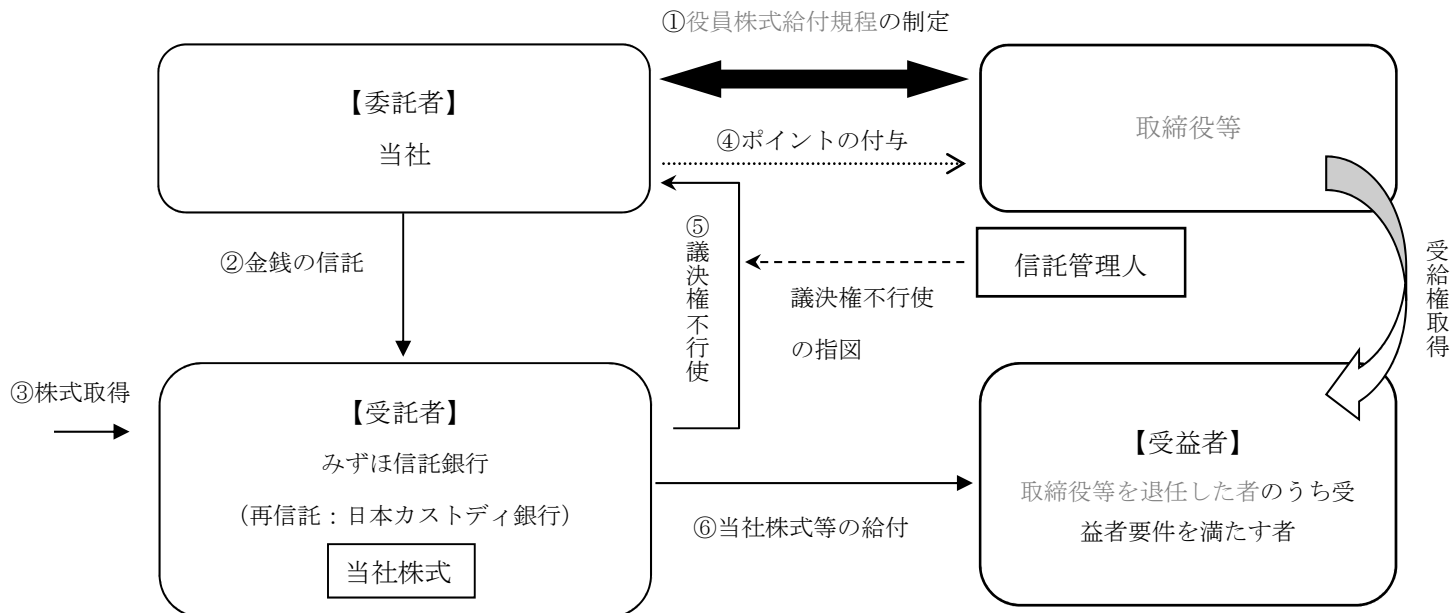 ①役員株式給付規程の制定
【委託者】
当社
取締役等
④ポイントの付与
②金銭の信託
⑤議決権不行使
信託管理人
議決権不行使
の指図
受給権取得
③株式取得
【受託者】
みずほ信託銀行
（再信託：日本カストディ銀行）
当社株式
⑥当社株式等の給付
【受益者】
取締役等を退任した者のうち受
益者要件を満たす者